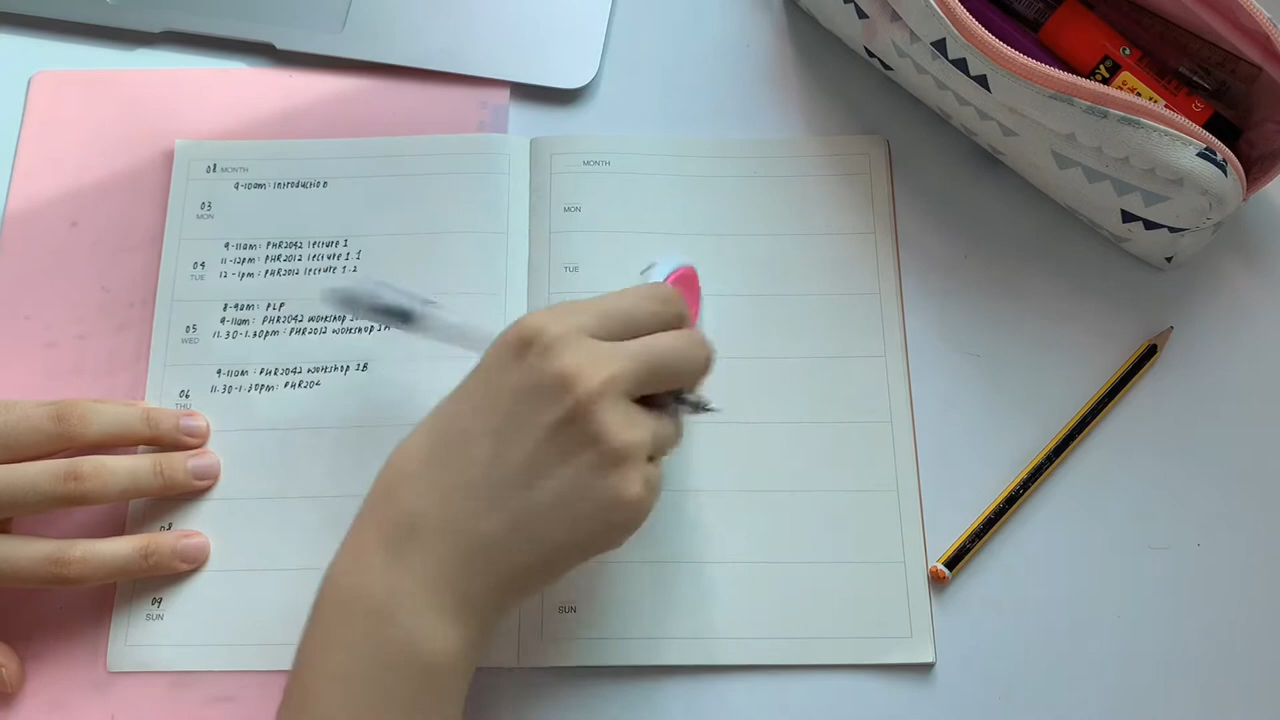 08 MONTH
9-10am: Introduction
03
MON
9-11am: PHR2042 lecture 1
11-12pm: PHR2012 lecture 1.1
12-1pm: PHR2012 lecture 1.2
04
TUE
8-9am: PLP
9-11am: PHR2042 workshop
11.30-1.30pm: PHR2012 workshop
05
WED
9-11am: PHR2042 workshop 1B
11.30-1.30pm: PHR20
06
THU
08
09
SUN
MONTH
MON
TUE
SUN